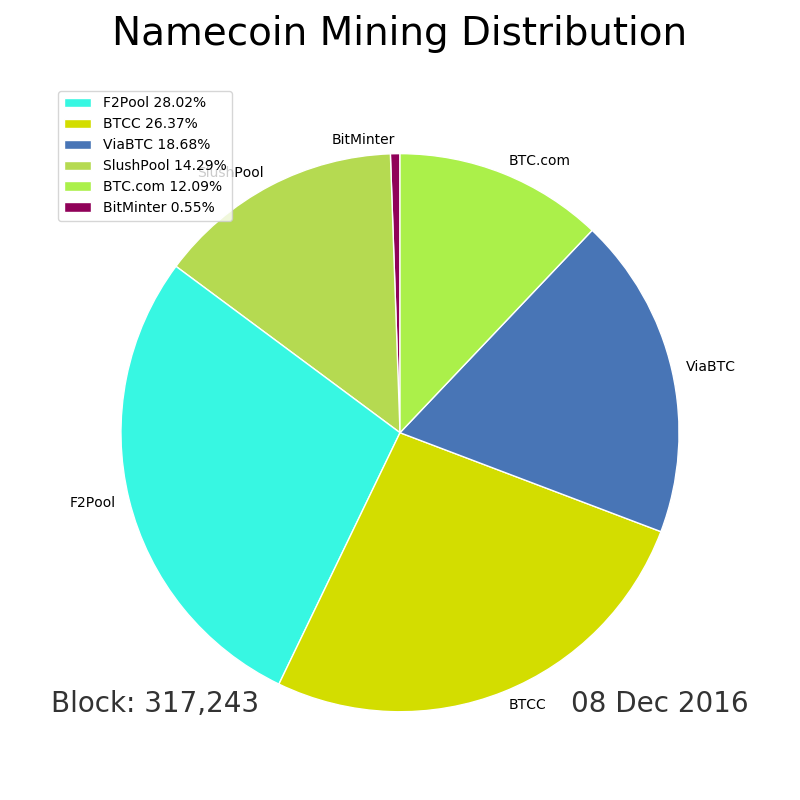 Namecoin Mining Distribution
F2Pool 28.02%
BTCC 26.37%
ViaBTC 18.68%
SlushPool 14.29%
BTC.com 12.09%
BitMinter 0.55%
BitMinter
BTC.com
SlushPool
ViaBTC
F2Pool
BTCC
Block: 317,243
08 Dec 2016